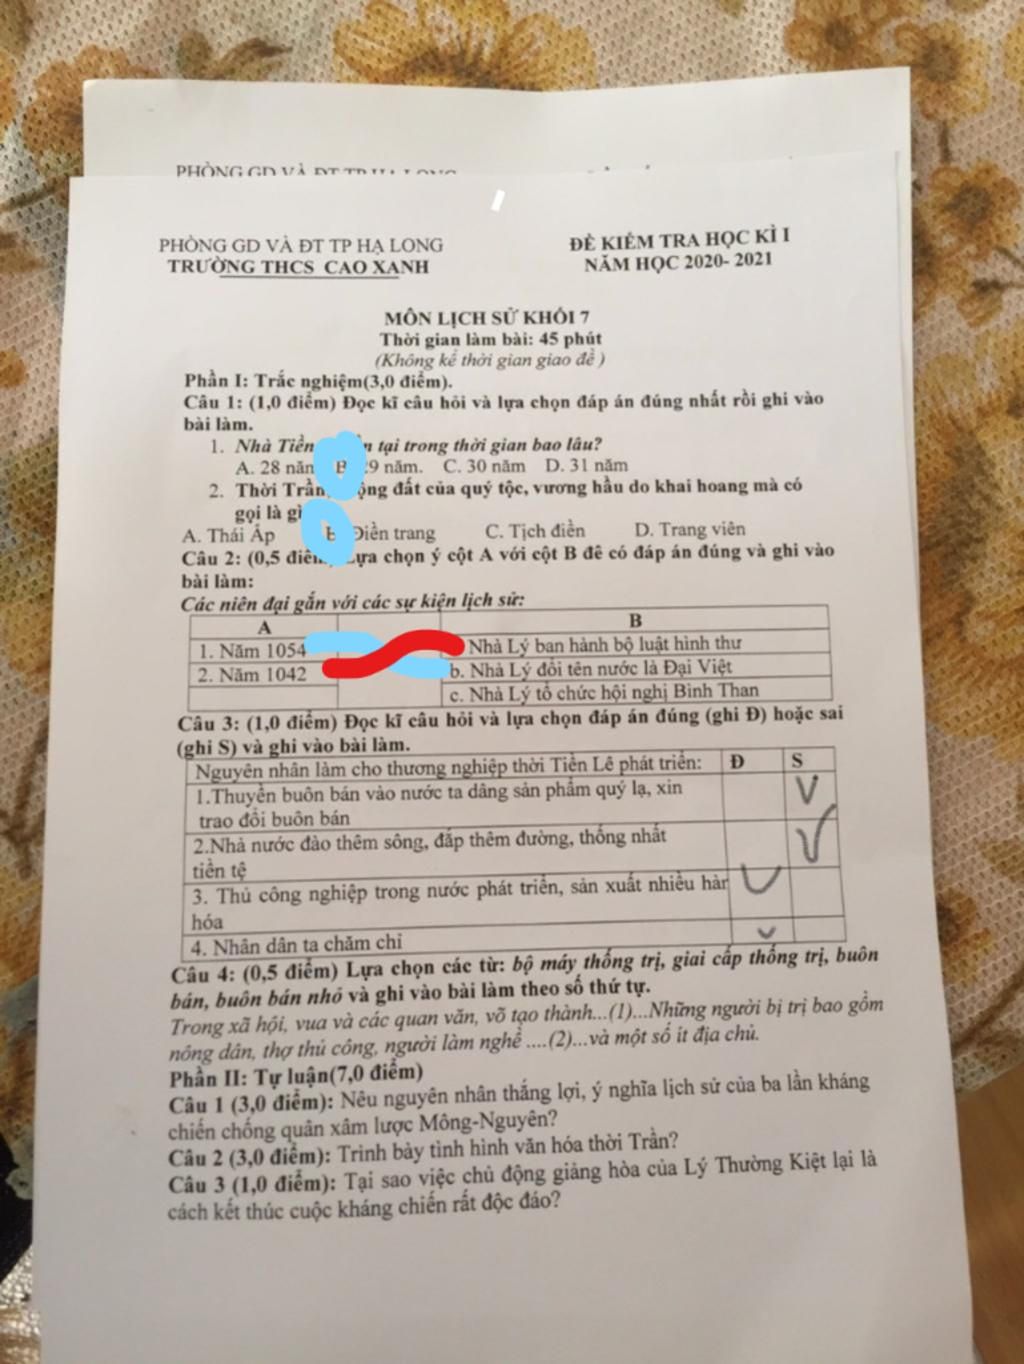 PHÒNG GD VÀ ĐT TP HẠ LONG
PHÒNG GD VÀ ĐT TP HẠ LONG
ĐỀ KIỂM TRA HỌC KÌ I
TRƯỜNG THCS CAO XANH
NĂM HỌC 2020- 2021
MÔN LỊCH SỬ KHỐI 7
Thời gian làm bài: 45 phút
(Không kể thời gian giao đề )
Phần I: Trắc nghiệm(3,0 điểm).
Câu 1: (1,0 điểm) Đọc kĩ câu hỏi và lựa chọn đáp án đúng nhất rồi ghi vào
bài làm.
1. Nhà Tiền tại trong thời gian bao lâu?
A. 28 năm B. 29 năm. C. 30 năm D. 31 năm
2. Thời Trần, đất của quý tộc, vương hầu do khai hoang mà có
gọi là gì
A. Thái Ấp B Điền trang C. Tịch điền D. Trang viên
Câu 2: (0,5 điểm) Lựa chọn ý cột A với cột B để có đáp án đúng và ghi vào
bài làm:
Các niên đại gắn với các sự kiện lịch sử:
A B
1. Năm 1054 Nhà Lý ban hành bộ luật hình thư
2. Năm 1042 b. Nhà Lý đổi tên nước là Đại Việt
c. Nhà Lý tổ chức hội nghị Bình Than
Câu 3: (1,0 điểm) Đọc kĩ câu hỏi và lựa chọn đáp án đúng (ghi Đ) hoặc sai
(ghi S) và ghi vào bài làm.
Nguyên nhân làm cho thương nghiệp thời Tiền Lê phát triển: Đ S
1.Thuyền buôn bán vào nước ta dâng sản phẩm quý lạ, xin
trao đổi buôn bán
2.Nhà nước đào thêm sông, đắp thêm đường, thống nhất
tiền tệ
3. Thủ công nghiệp trong nước phát triển, sản xuất nhiều hàn
hóa
4. Nhân dân ta chăm chỉ
Câu 4: (0,5 điểm) Lựa chọn các từ: bộ máy thống trị, giai cấp thống trị, buôn
bán, buôn bán nhỏ và ghi vào bài làm theo số thứ tự.
Trong xã hội, vua và các quan văn, võ tạo thành...(1)...Những người bị trị bao gồm
nông dân, thợ thủ công, người làm nghề ....(2)...và một số ít địa chủ.
Phần II: Tự luận(7,0 điểm)
Câu 1 (3,0 điểm): Nêu nguyên nhân thắng lợi, ý nghĩa lịch sử của ba lần kháng
chiến chống quân xâm lược Mông-Nguyên?
Câu 2 (3,0 điểm): Trình bày tình hình văn hóa thời Trần?
Câu 3 (1,0 điểm): Tại sao việc chủ động giảng hòa của Lý Thường Kiệt lại là
cách kết thúc cuộc kháng chiến rất độc đáo?